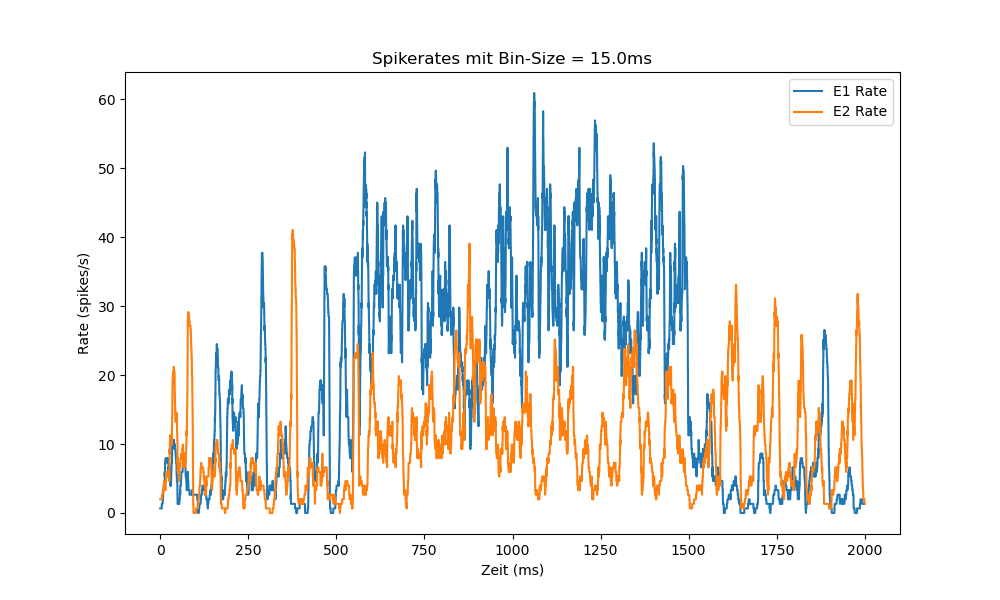 Spikerates mit Bin-Size = 15.0ms
E1 Rate
E2 Rate
60
50
40
30
20
10
0
Rate (spikes/s)
0 250 500 750 1000 1250 1500 1750 2000
Zeit (ms)